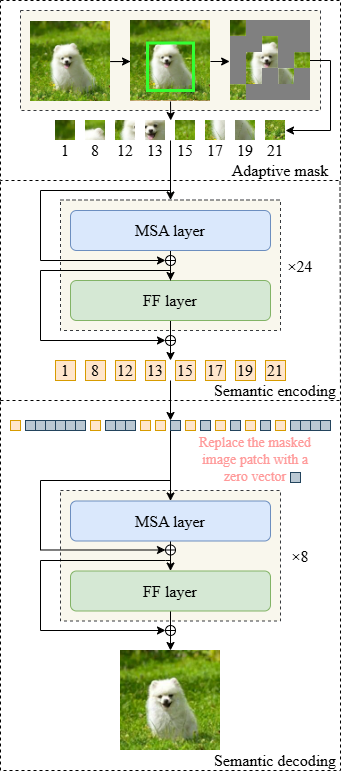 1 8 12 13 15 17 19 21
Adaptive mask
MSA layer
×24
FF layer
1 8 12 13 15 17 19 21
Semantic encoding
Replace the masked
image patch with a
zero vector
MSA layer
×8
FF layer
Semantic decoding